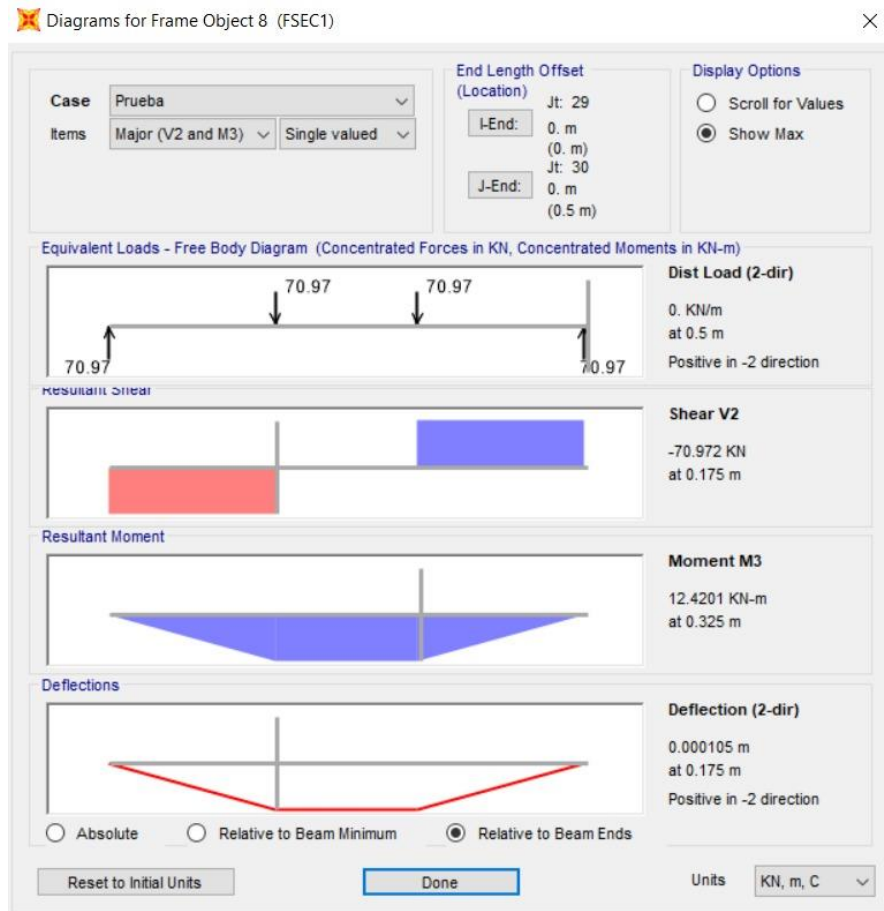 Diagrams for Frame Object 8 (FSEC1)
Case Prueba
Items Major (V2 and M3) Single valued
End Length Offset
(Location)
I-End: Jt: 29
0. m
(0. m)
J-End: Jt: 30
0. m
(0.5 m)
Display Options
Scroll for Values
Show Max
Equivalent Loads - Free Body Diagram (Concentrated Forces in KN, Concentrated Moments in KN-m)
70.97 70.97
70.97 70.97
Dist Load (2-dir)
0. KN/m
at 0.5 m
Positive in -2 direction
Resultant Shear
Shear V2
-70.972 KN
at 0.175 m
Resultant Moment
Moment M3
12.4201 KN-m
at 0.325 m
Deflections
Deflection (2-dir)
0.000105 m
at 0.175 m
Positive in -2 direction
Absolute Relative to Beam Minimum Relative to Beam Ends
Reset to Initial Units Done Units KN, m, C